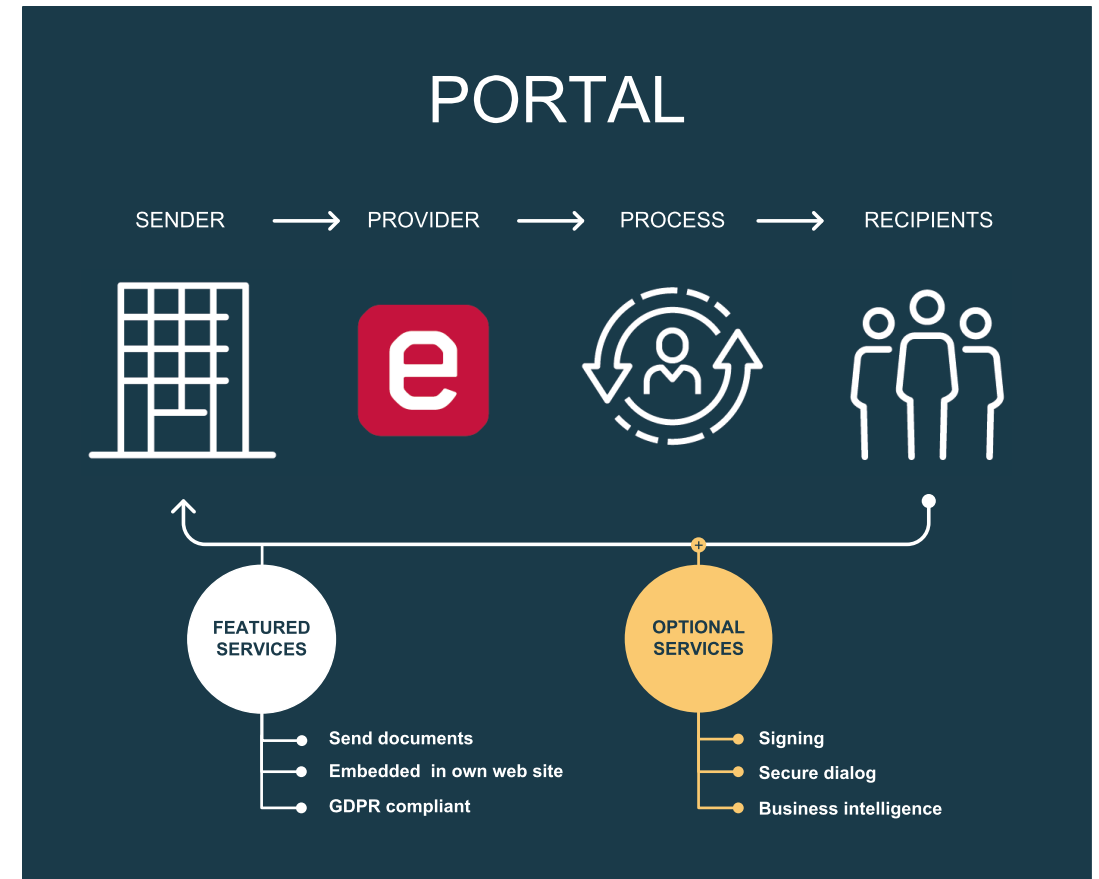 PORTAL
SENDER
PROVIDER
PROCESS
RECIPIENTS
e
+
FEATURED
SERVICES
OPTIONAL
SERVICES
Send documents
Embedded in own web site
GDPR compliant
Signing
Secure dialog
Business intelligence